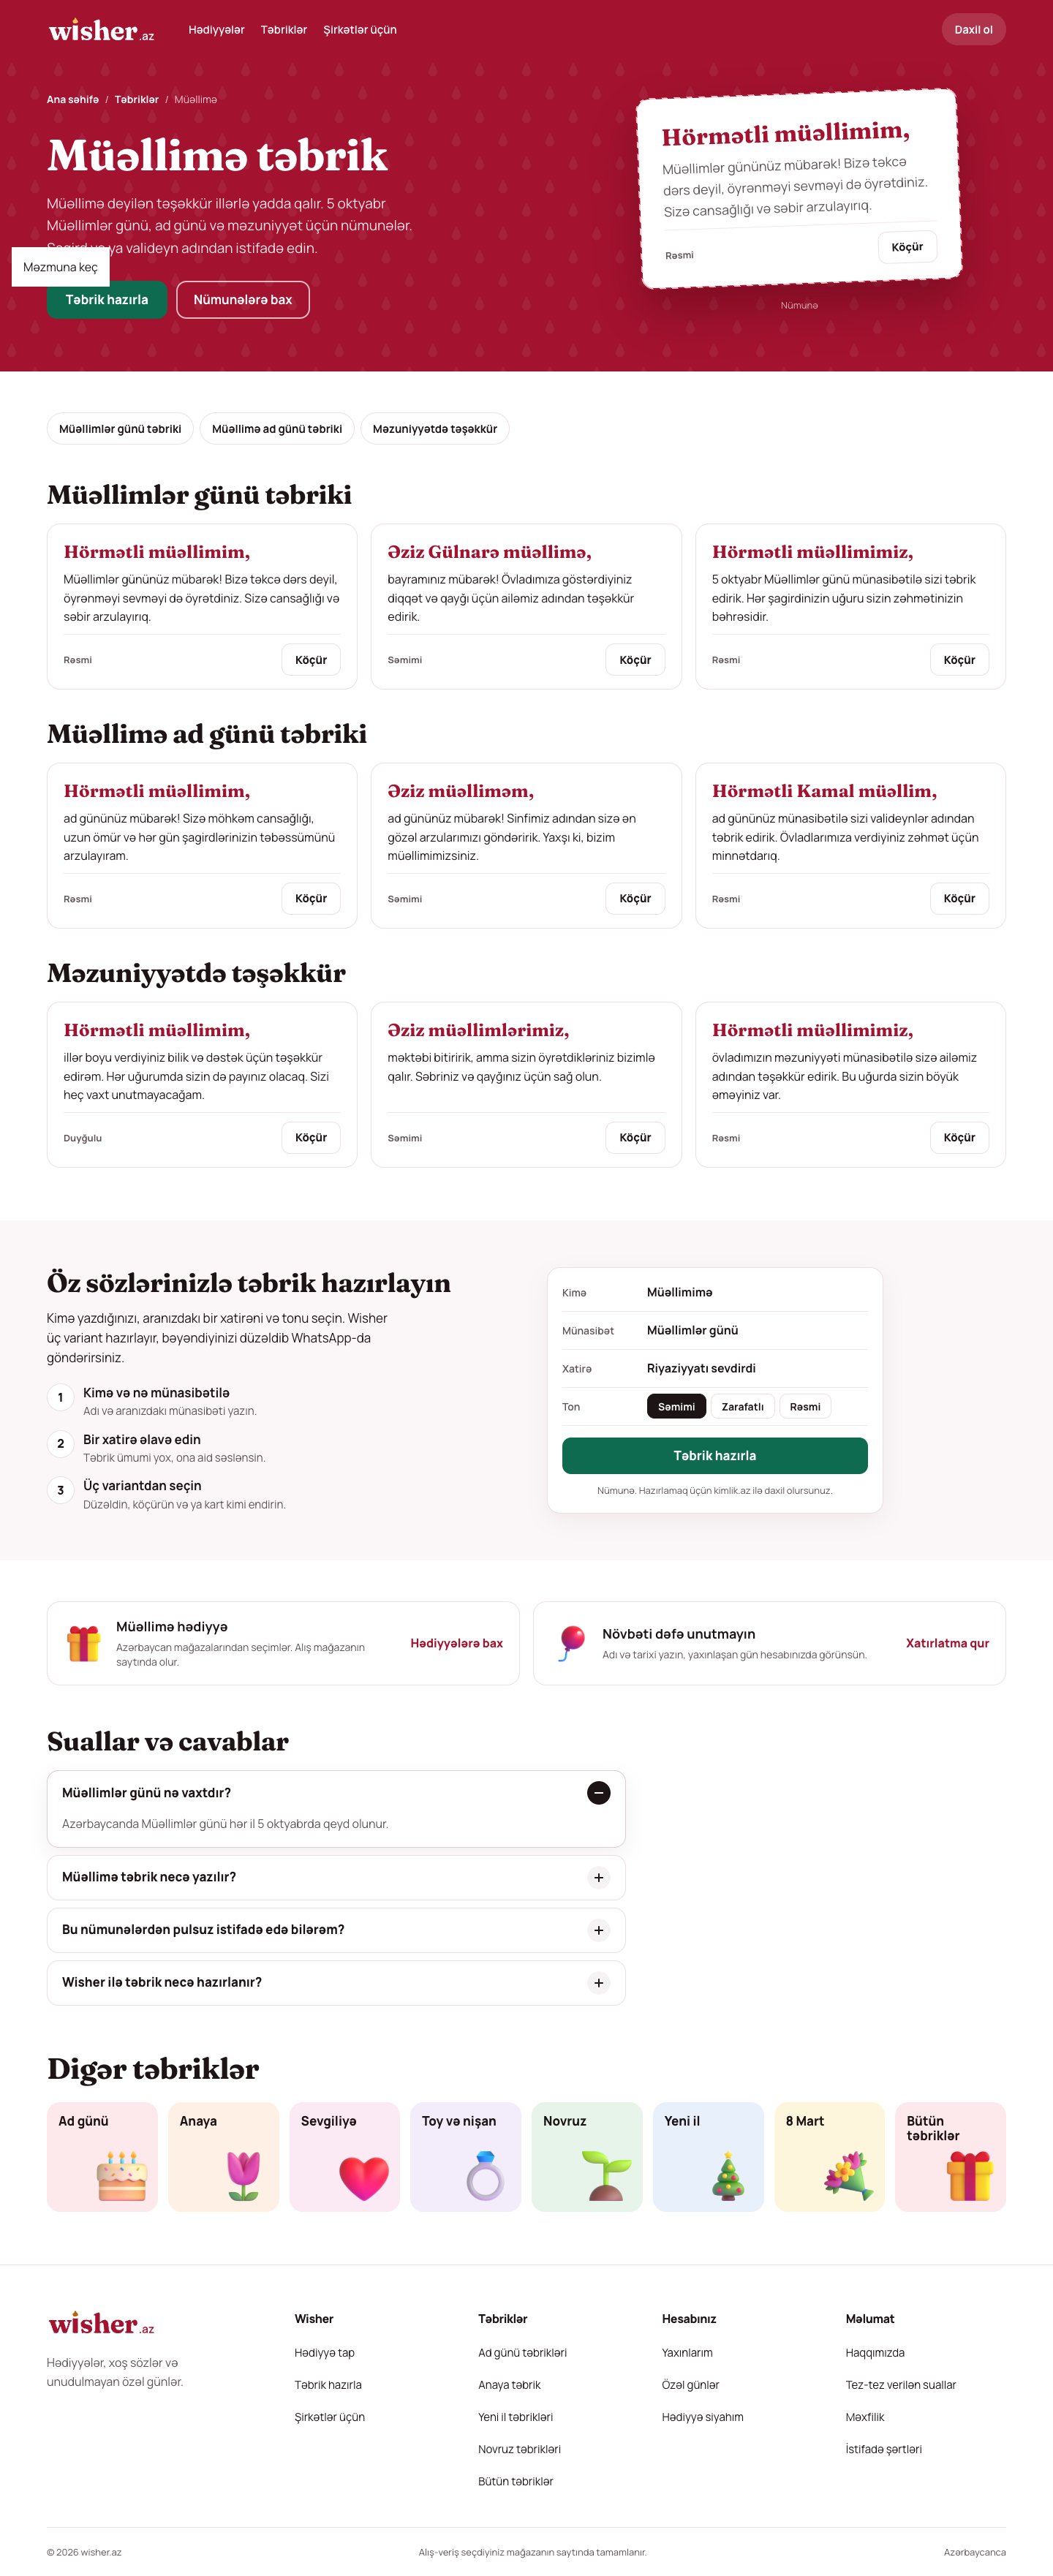 wisher.az
Hədiyyələr
Təbriklər
Şirkətlər üçün
Daxil ol
Ana səhifə / Təbriklər / Müəllimə
Müəllimə təbrik
Müəllimə deyilən təşəkkür illərlə yadda qalır. 5 oktyabr
Müəllimlər günü, ad günü və məzuniyyət üçün nümunələr.
ya valideyn adından istifadə edin.
Məzmuna keç
Təbrik hazırla
Nümunələrə bax
Hörmətli müəllimim,
Müəllimlər gününüz mübarək! Bizə təkcə
dərs deyil, öyrənməyi sevməyi də öyrətdiniz.
Sizə cansağlığı və səbir arzulayırıq.
Rəsmi
Köçür
Nümunə
Müəllimlər günü təbriki
Müəllimə ad günü təbriki
Məzuniyyətdə təşəkkür
Müəllimlər günü təbriki
Hörmətli müəllimim,
Müəllimlər gününüz mübarək! Bizə təkcə dərs deyil,
öyrənməyi sevməyi də öyrətdiniz. Sizə cansağlığı və
səbir arzulayırıq.
Rəsmi
Köçür
Əziz Gülnarə müəllimə,
bayramınız mübarək! Övladımıza göstərdiyiniz
diqqət və qayğı üçün ailəmiz adından təşəkkür
edirik.
Səmimi
Köçür
Hörmətli müəllimimiz,
5 oktyabr Müəllimlər günü münasibətilə sizi təbrik
edirik. Hər şagirdinizin uğuru sizin zəhmətinizin
bəhrəsidir.
Rəsmi
Köçür
Müəllimə ad günü təbriki
Hörmətli müəllimim,
ad gününüz mübarək! Sizə möhkəm cansağlığı,
uzun ömür və hər gün şagirdlərinizin təbəssümünü
arzulayıram.
Rəsmi
Köçür
Əziz müəlliməm,
ad gününüz mübarək! Sinfimiz adından sizə ən
gözəl arzularımızı göndəririk. Yaxşı ki, bizim
müəllimimizsiniz.
Səmimi
Köçür
Hörmətli Kamal müəllim,
ad gününüz münasibətilə sizi valideynlər adından
təbrik edirik. Övladlarımıza verdiyiniz zəhmət üçün
minnətdarıq.
Rəsmi
Köçür
Məzuniyyətdə təşəkkür
Hörmətli müəllimim,
illər boyu verdiyiniz bilik və dəstək üçün təşəkkür
edirəm. Hər uğurumda sizin də payınız olacaq. Sizi
heç vaxt unutmayacağam.
Duyğulu
Köçür
Əziz müəllimlərimiz,
məktəbi bitiririk, amma sizin öyrətdikləriniz bizimlə
qalır. Səbriniz və qayğınız üçün sağ olun.
Səmimi
Köçür
Hörmətli müəllimimiz,
övladımızın məzuniyyəti münasibətilə sizə ailəmiz
adından təşəkkür edirik. Bu uğurda sizin böyük
əməyiniz var.
Rəsmi
Köçür
Öz sözlərinizlə təbrik hazırlayın
Kimə yazdığınızı, aranızdakı bir xatirəni və tonu seçin. Wisher
üç variant hazırlayır, bəyəndiyinizi düzəldib WhatsApp-da
göndərirsiniz.
1
Kimə və nə münasibətilə
Adı və aranızdakı münasibəti yazın.
2
Bir xatirə əlavə edin
Təbrik ümumi yox, ona aid səslənsin.
3
Üç variantdan seçin
Düzəldin, köçürün və ya kart kimi endirin.
Kimə
Müəllimimə
Münasibət
Müəllimlər günü
Xatirə
Riyaziyyatı sevdirdi
Ton
Səmimi
Zarafatlı
Rəsmi
Təbrik hazırla
Nümunə. Hazırlamaq üçün kimlik.az ilə daxil olursunuz.
Müəllimə hədiyyə
Azərbaycan mağazalarından seçimlər. Alış mağazanın
saytında olur.
Hədiyyələrə bax
Növbəti dəfə unutmayın
Adı və tarixi yazın, yaxınlaşan gün hesabınızda görünsün.
Xatırlatma qur
Suallar və cavablar
Müəllimlər günü nə vaxtdır?
Azərbaycanda Müəllimlər günü hər il 5 oktyabrda qeyd olunur.
Müəllimə təbrik necə yazılır?
Bu nümunələrdən pulsuz istifadə edə bilərəm?
Wisher ilə təbrik necə hazırlanır?
Digər təbriklər
Ad günü
Anaya
Sevgiliyə
Toy və nişan
Novruz
Yeni il
8 Mart
Bütün
təbriklər
wisher.az
Hədiyyələr, xoş sözlər və
unudulmayan özəl günlər.
Wisher
Hədiyyə tap
Təbrik hazırla
Şirkətlər üçün
Təbriklər
Ad günü təbrikləri
Anaya təbrik
Yeni il təbrikləri
Novruz təbrikləri
Bütün təbriklər
Hesabınız
Yaxınlarım
Özəl günlər
Hədiyyə siyahım
Məlumat
Haqqımızda
Tez-tez verilən suallar
Məxfilik
İstifadə şərtləri
© 2026 wisher.az
Alış-veriş seçdiyiniz mağazanın saytında tamamlanır.
Azərbaycanca